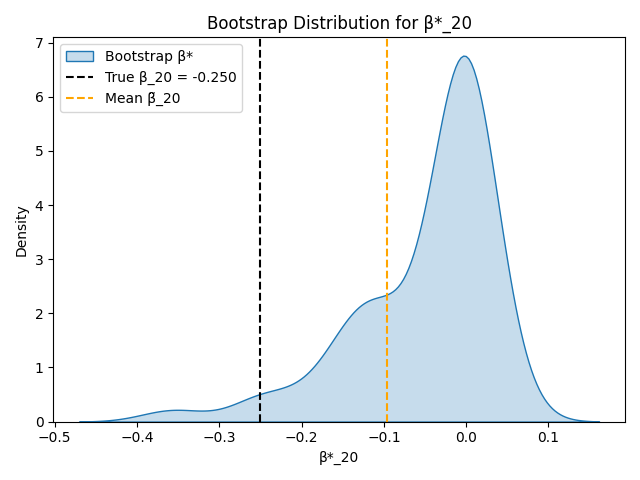 Bootstrap Distribution for β*_20
Bootstrap β*
True β_20 = -0.250
Mean β̂_20
Density
7
6
5
4
3
2
1
0
−0.5
−0.4
−0.3
−0.2
−0.1
0.0
0.1
β*_20